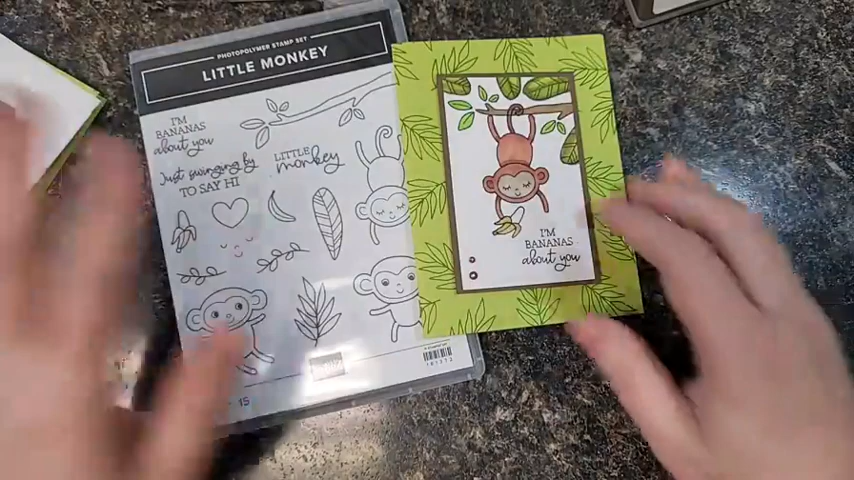 PHOTOPOLYMER STAMP SET
LITTLE MONKEY
I'M
BANANAS
about you
Just swinging by
TO SAY HI
LITTLE
monkey
15
I'M
BANANAS
about you